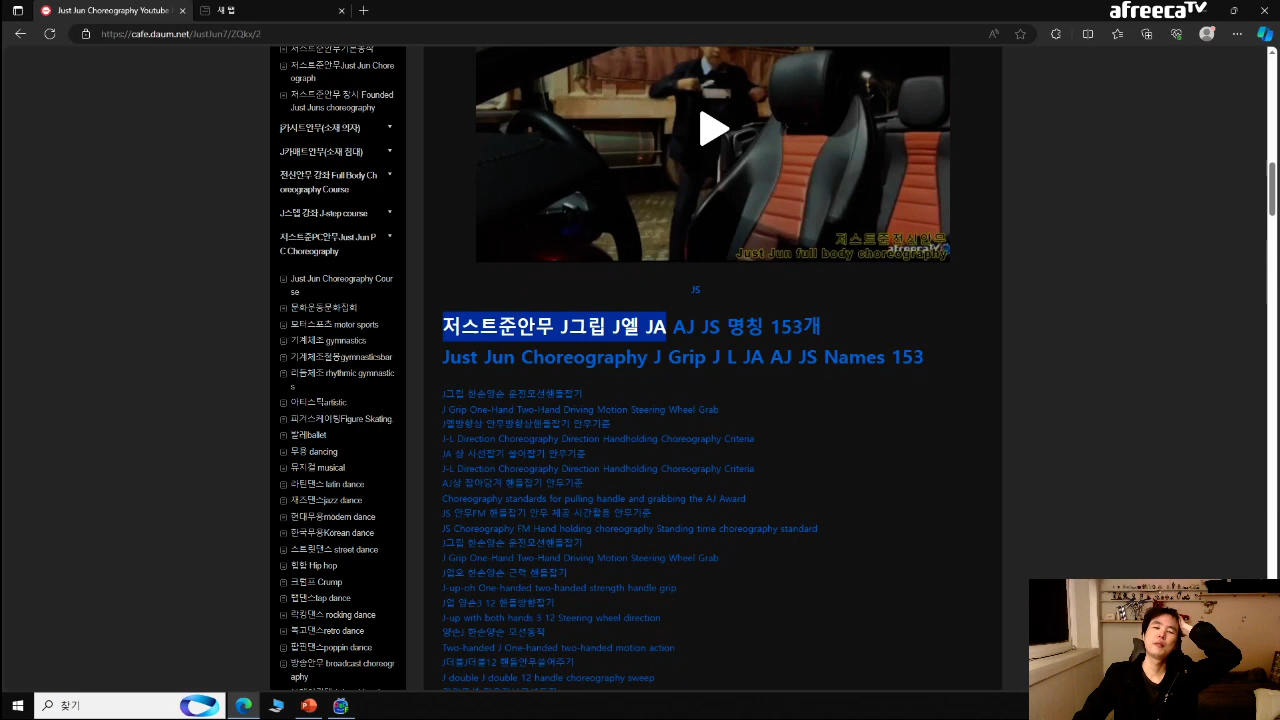 Just Jun Choreography Youtube
새 탭
afreecaTV
https://cafe.daum.net/JustJun7/ZQkx/2
저스트준안무기본동작
저스트준안무Just Jun Chore
ograph
저스트준안무 창시 Founded
Just Juns choreography
J카시트안무(소재 의자)
J카매트안무(소재 침대)
전신안무 강좌 Full Body Ch
oreography Course
J스텝 강좌 J-step course
저스트준PC안무Just Jun P
C Choreography
Just Jun Choreography Cour
se
문화운동문화집회
모터스포츠 motor sports
기계체조 gymnastics
기계체조절봉gymnasticsbar
리듬체조 rhythmic gymnastic
s
아티스틱artistic
피겨스케이팅Figure Skating.
발레ballet
무용 dancing
뮤지컬 musical
라틴댄스 latin dance
재즈댄스jazz dance
현대무용modern dance
한국무용Korean dance
스트릿댄스 street dance
힙합 Hip hop
크럼프 Crump
탭댄스tap dance
락킹댄스 rocking dance
복고댄스retro dance
팝핀댄스poppin dance
방송안무 broadcast choreogr
aphy
저스트준전신안무
afreecaTV
Just Jun full body choreography
JS
저스트준안무 J그립 J엘 JA AJ JS 명칭 153개
Just Jun Choreography J Grip J L JA AJ JS Names 153
J그립 한손양손 운전모션핸들잡기
J Grip One-Hand Two-Hand Driving Motion Steering Wheel Grab
J엘방향상 안무방향상핸들잡기 안무기준
J-L Direction Choreography Direction Handholding Choreography Criteria
JA 상 시선잡기 쓸어잡기 안무기준
J-L Direction Choreography Direction Handholding Choreography Criteria
AJ상 잡아당겨 핸들잡기 안무기준
Choreography standards for pulling handle and grabbing the AJ Award
JS 안무FM 핸들잡기 안무 제공 시간활용 안무기준
JS Choreography FM Hand holding choreography Standing time choreography standard
J그립 한손양손 운전모션핸들잡기
J Grip One-Hand Two-Hand Driving Motion Steering Wheel Grab
J업오 한손양손 근력 핸들잡기
J-up-oh One-handed two-handed strength handle grip
J업 양손3 12 핸들방향잡기
J-up with both hands 3 12 Steering wheel direction
양손J 한손양손 모션동작
Two-handed J One-handed two-handed motion action
J더블J더블12 핸들안무쓸어주기
J double J double 12 handle choreography sweep
찾기